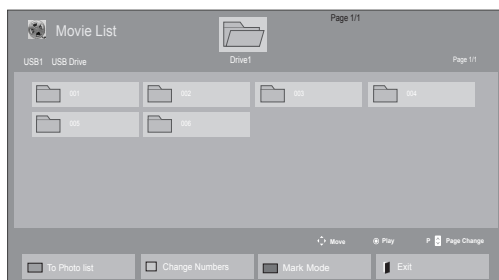 Page 1/1
Movie List
Drive1
USB1 USB Drive
Page 1/1
001
002
003
004
005
006
Move
Play
P Page Change
To Photo list
Change Numbers
Mark Mode
Exit